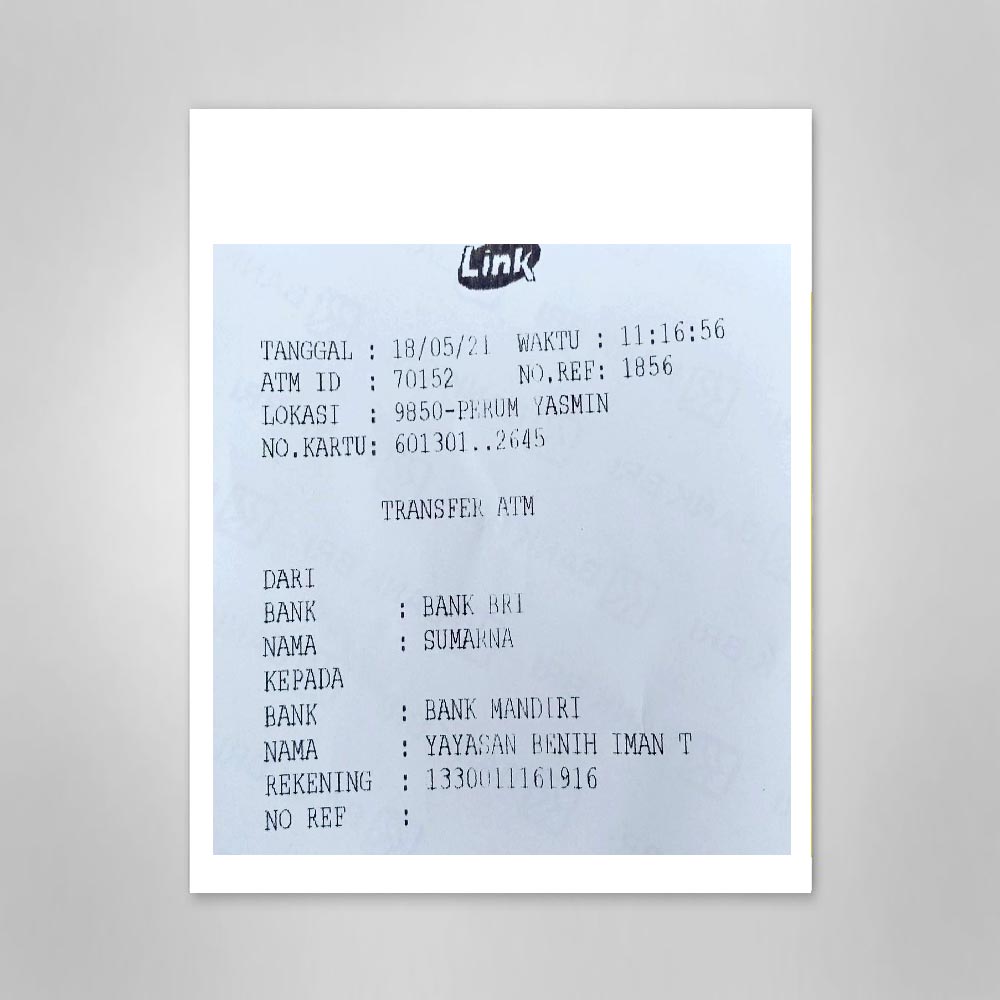 Link
TANGGAL : 18/05/21 WAKTU : 11:16:56
ATM ID : 70152 NO.REF: 1856
LOKASI : 9850-PERUM YASMIN
NO.KARTU: 601301..2645
TRANSFER ATM
DARI
BANK : BANK BRI
NAMA : SUMARNA
KEPADA
BANK : BANK MANDIRI
NAMA : YAYASAN BENIH IMAN T
REKENING : 1330011161916
NO REF :